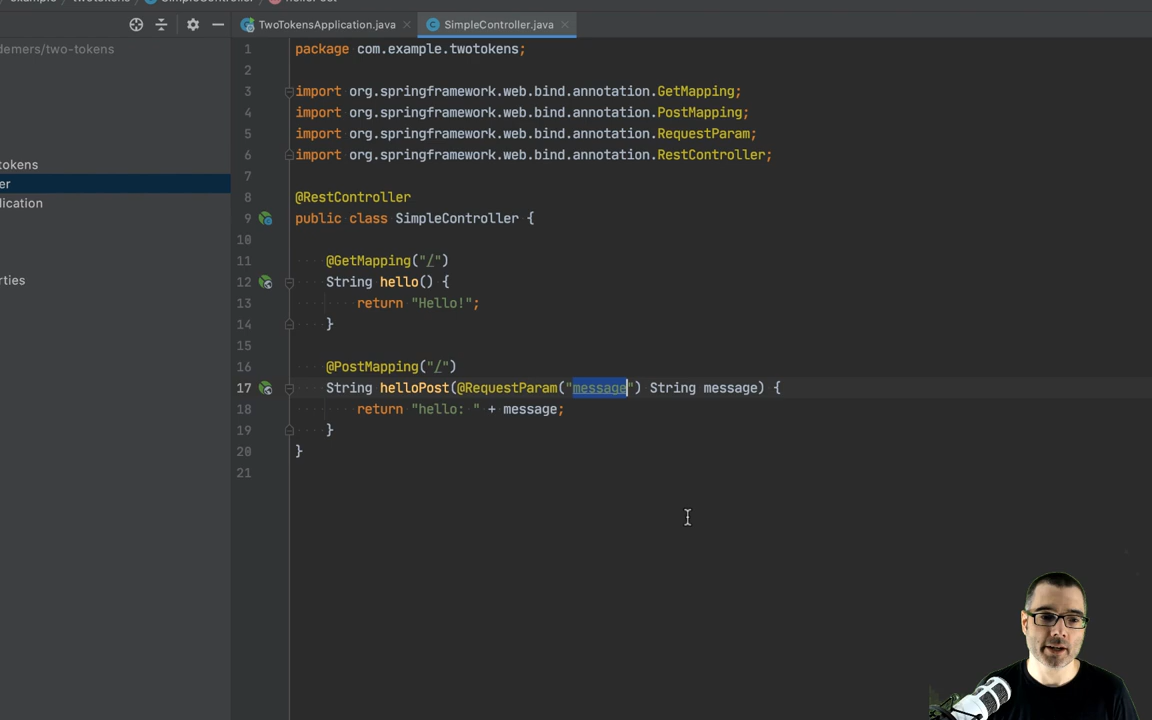 TwoTokensApplication.java
SimpleController.java
demers/two-tokens
okens
er
lication
rties
1 package com.example.twotokens;
2
3 import org.springframework.web.bind.annotation.GetMapping;
4 import org.springframework.web.bind.annotation.PostMapping;
5 import org.springframework.web.bind.annotation.RequestParam;
6 import org.springframework.web.bind.annotation.RestController;
7
8 @RestController
9 public class SimpleController {
10
11 @GetMapping("/")
12 String hello() {
13 return "Hello!";
14 }
15
16 @PostMapping("/")
17 String helloPost(@RequestParam("message") String message) {
18 return "hello: " + message;
19 }
20 }
21